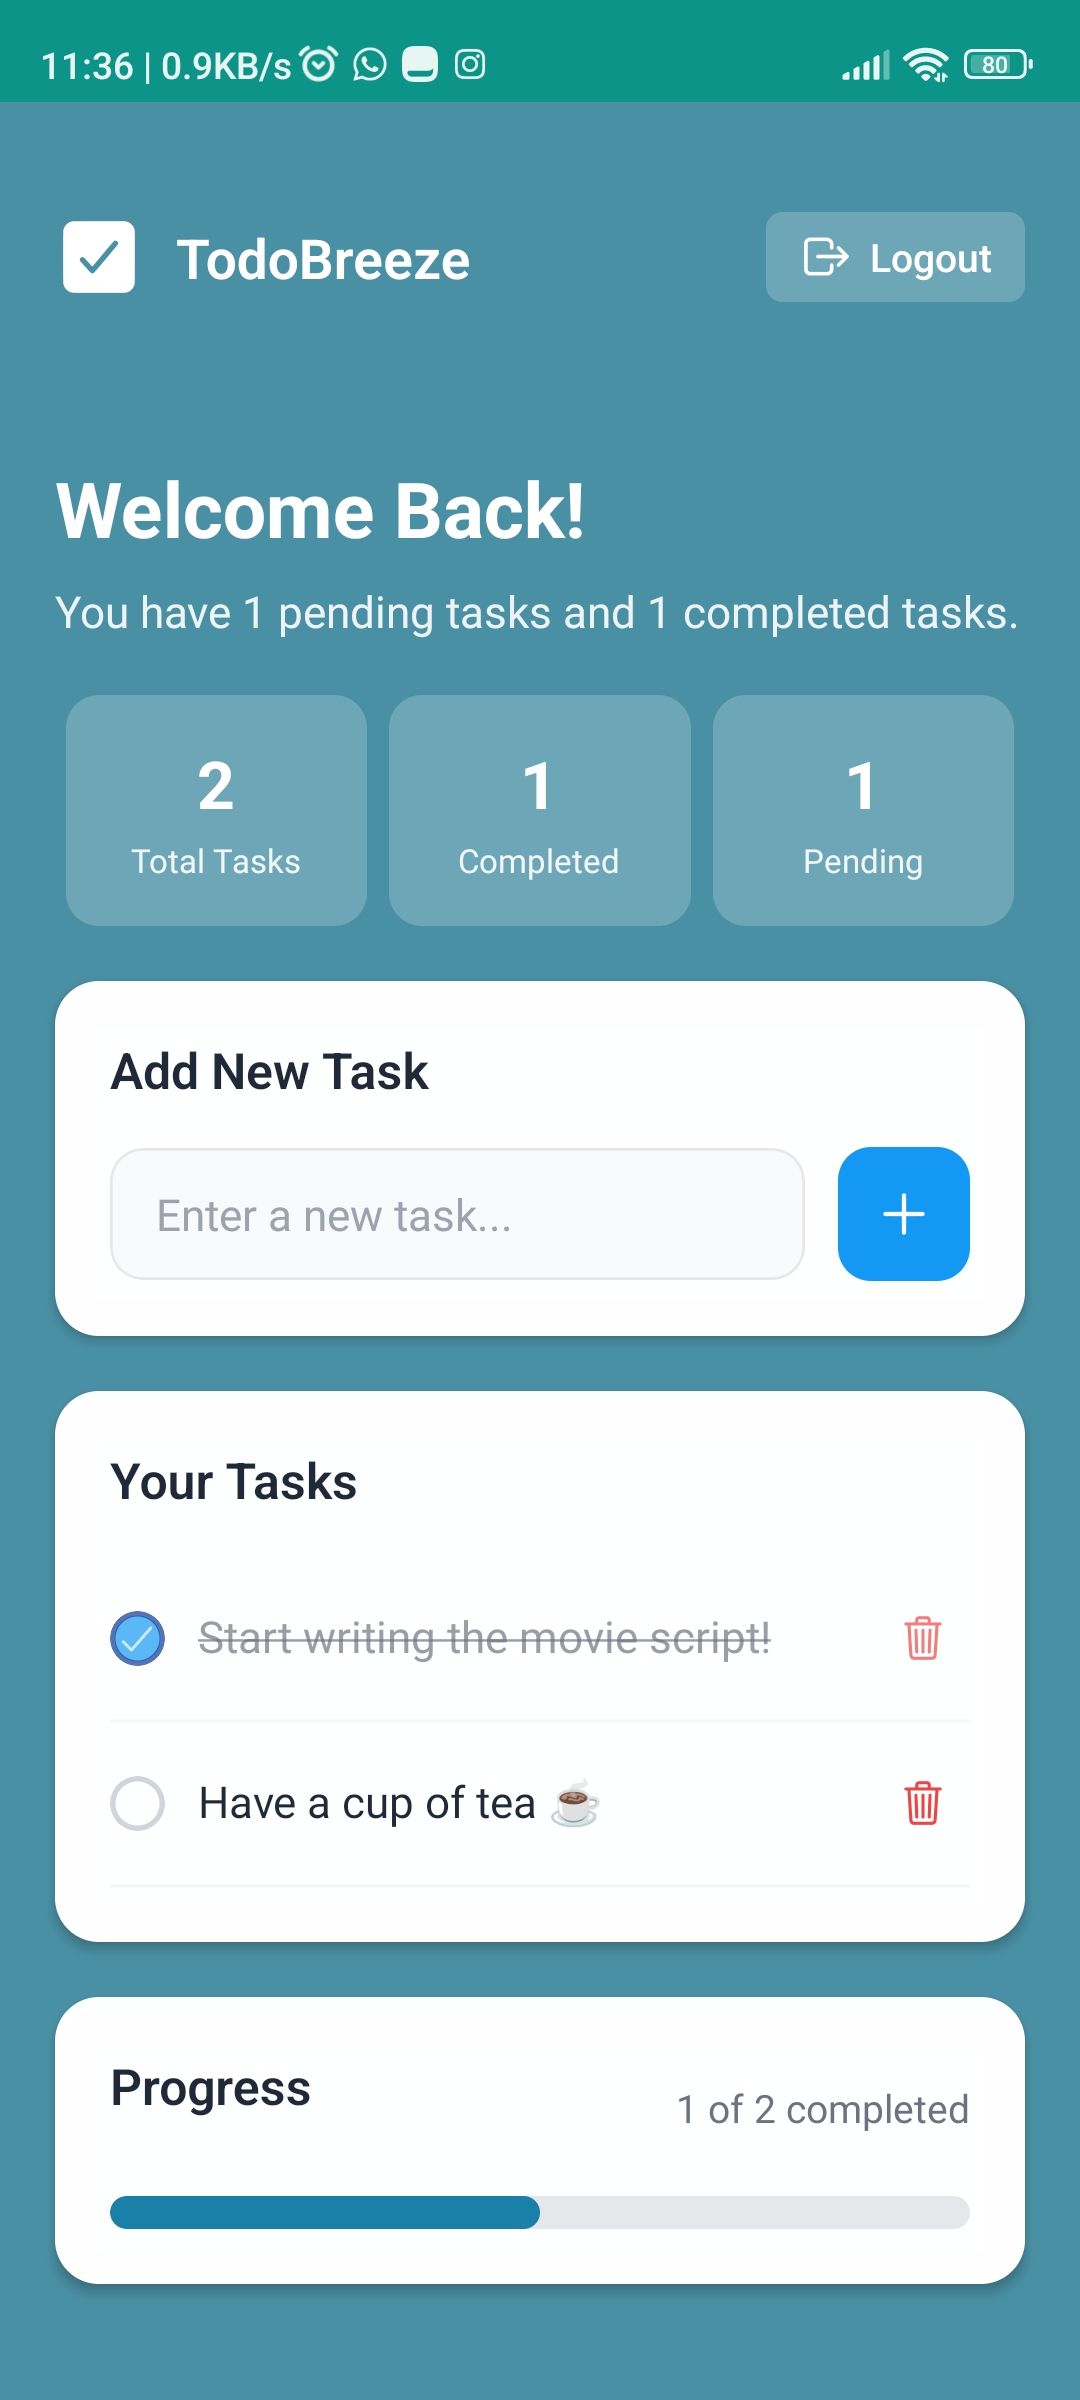 11:36 | 0.9KB/s
80
TodoBreeze
Logout
Welcome Back!
You have 1 pending tasks and 1 completed tasks.
2
Total Tasks
1
Completed
1
Pending
Add New Task
Enter a new task...
Your Tasks
Start writing the movie script!
Have a cup of tea ☕
Progress
1 of 2 completed